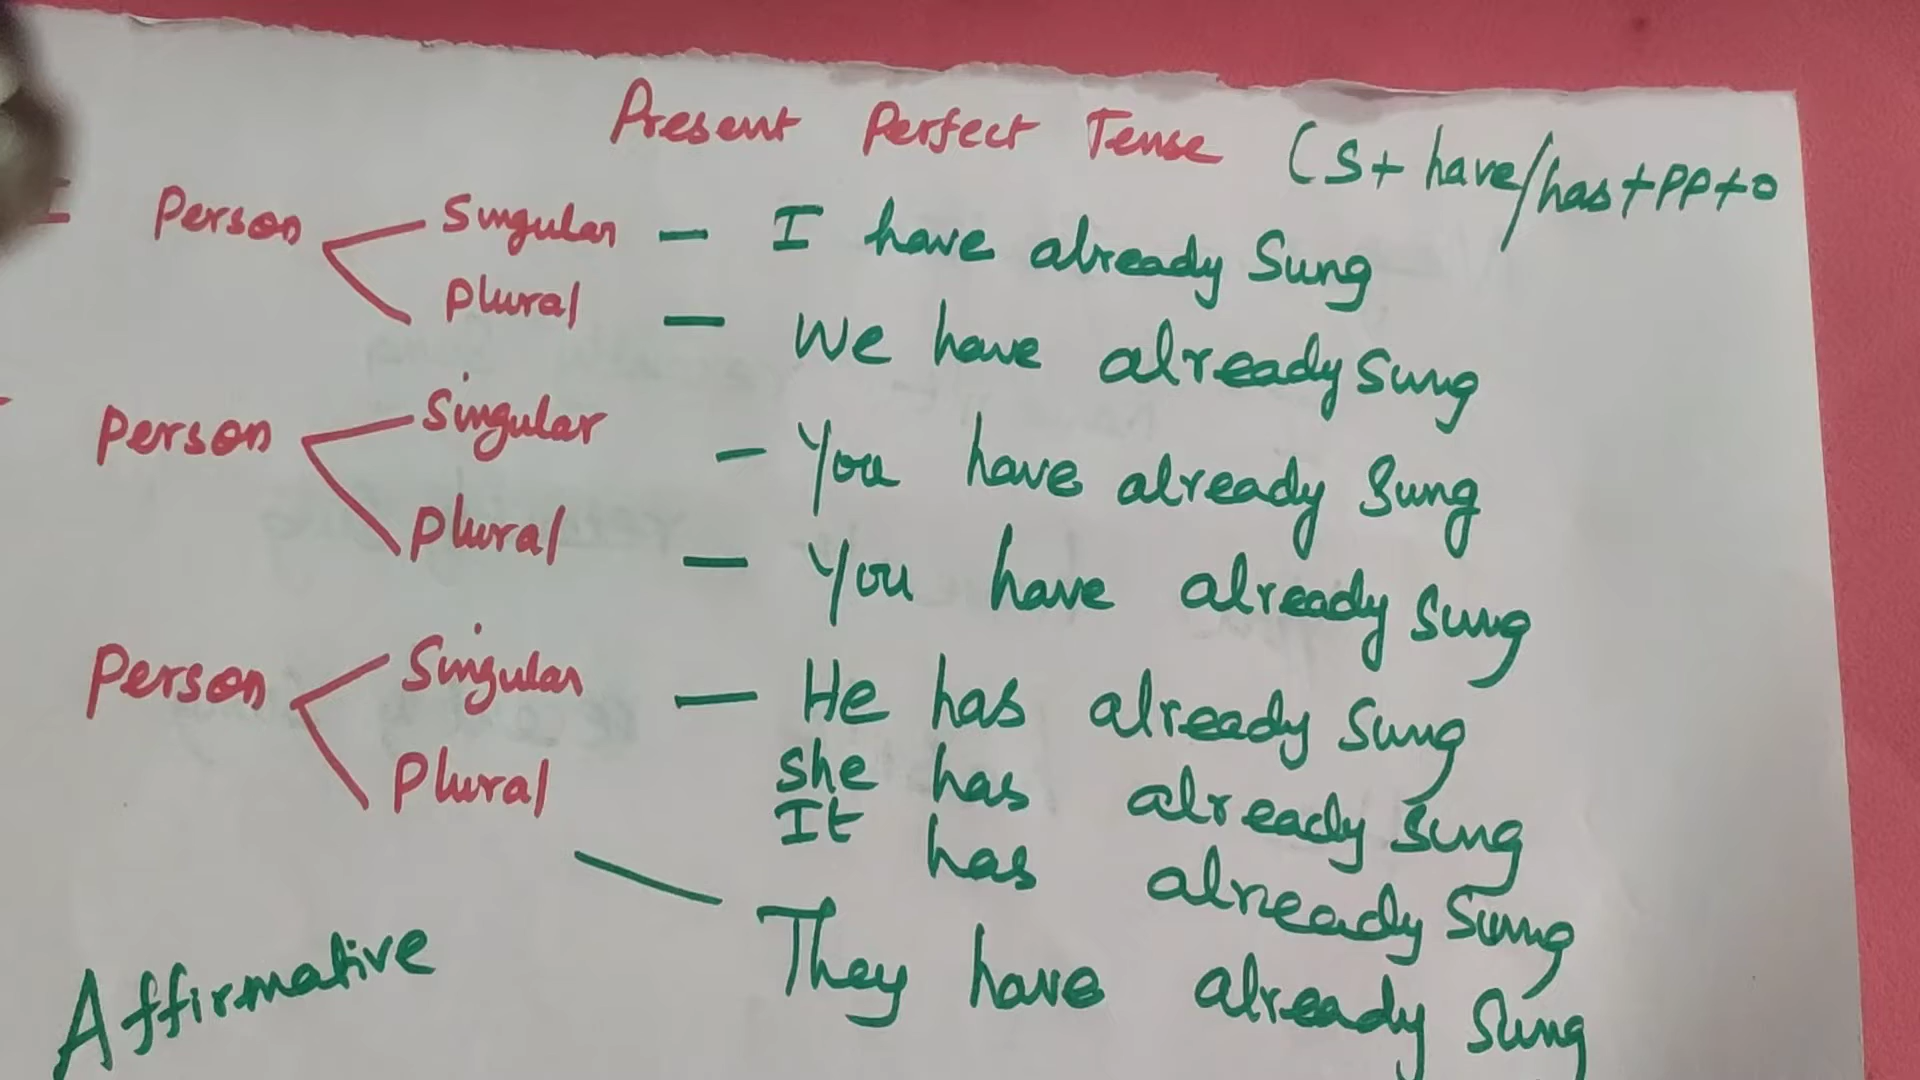 Present Perfect Tense (S+ have/has+PP+O
Person Singular — I have already Sung
Plural — We have already Sung
Person Singular — You have already Sung
Plural — You have already Sung
Person Singular — He has already Sung
She has already Sung
It has already Sung
Plural — They have already Sung
Affirmative